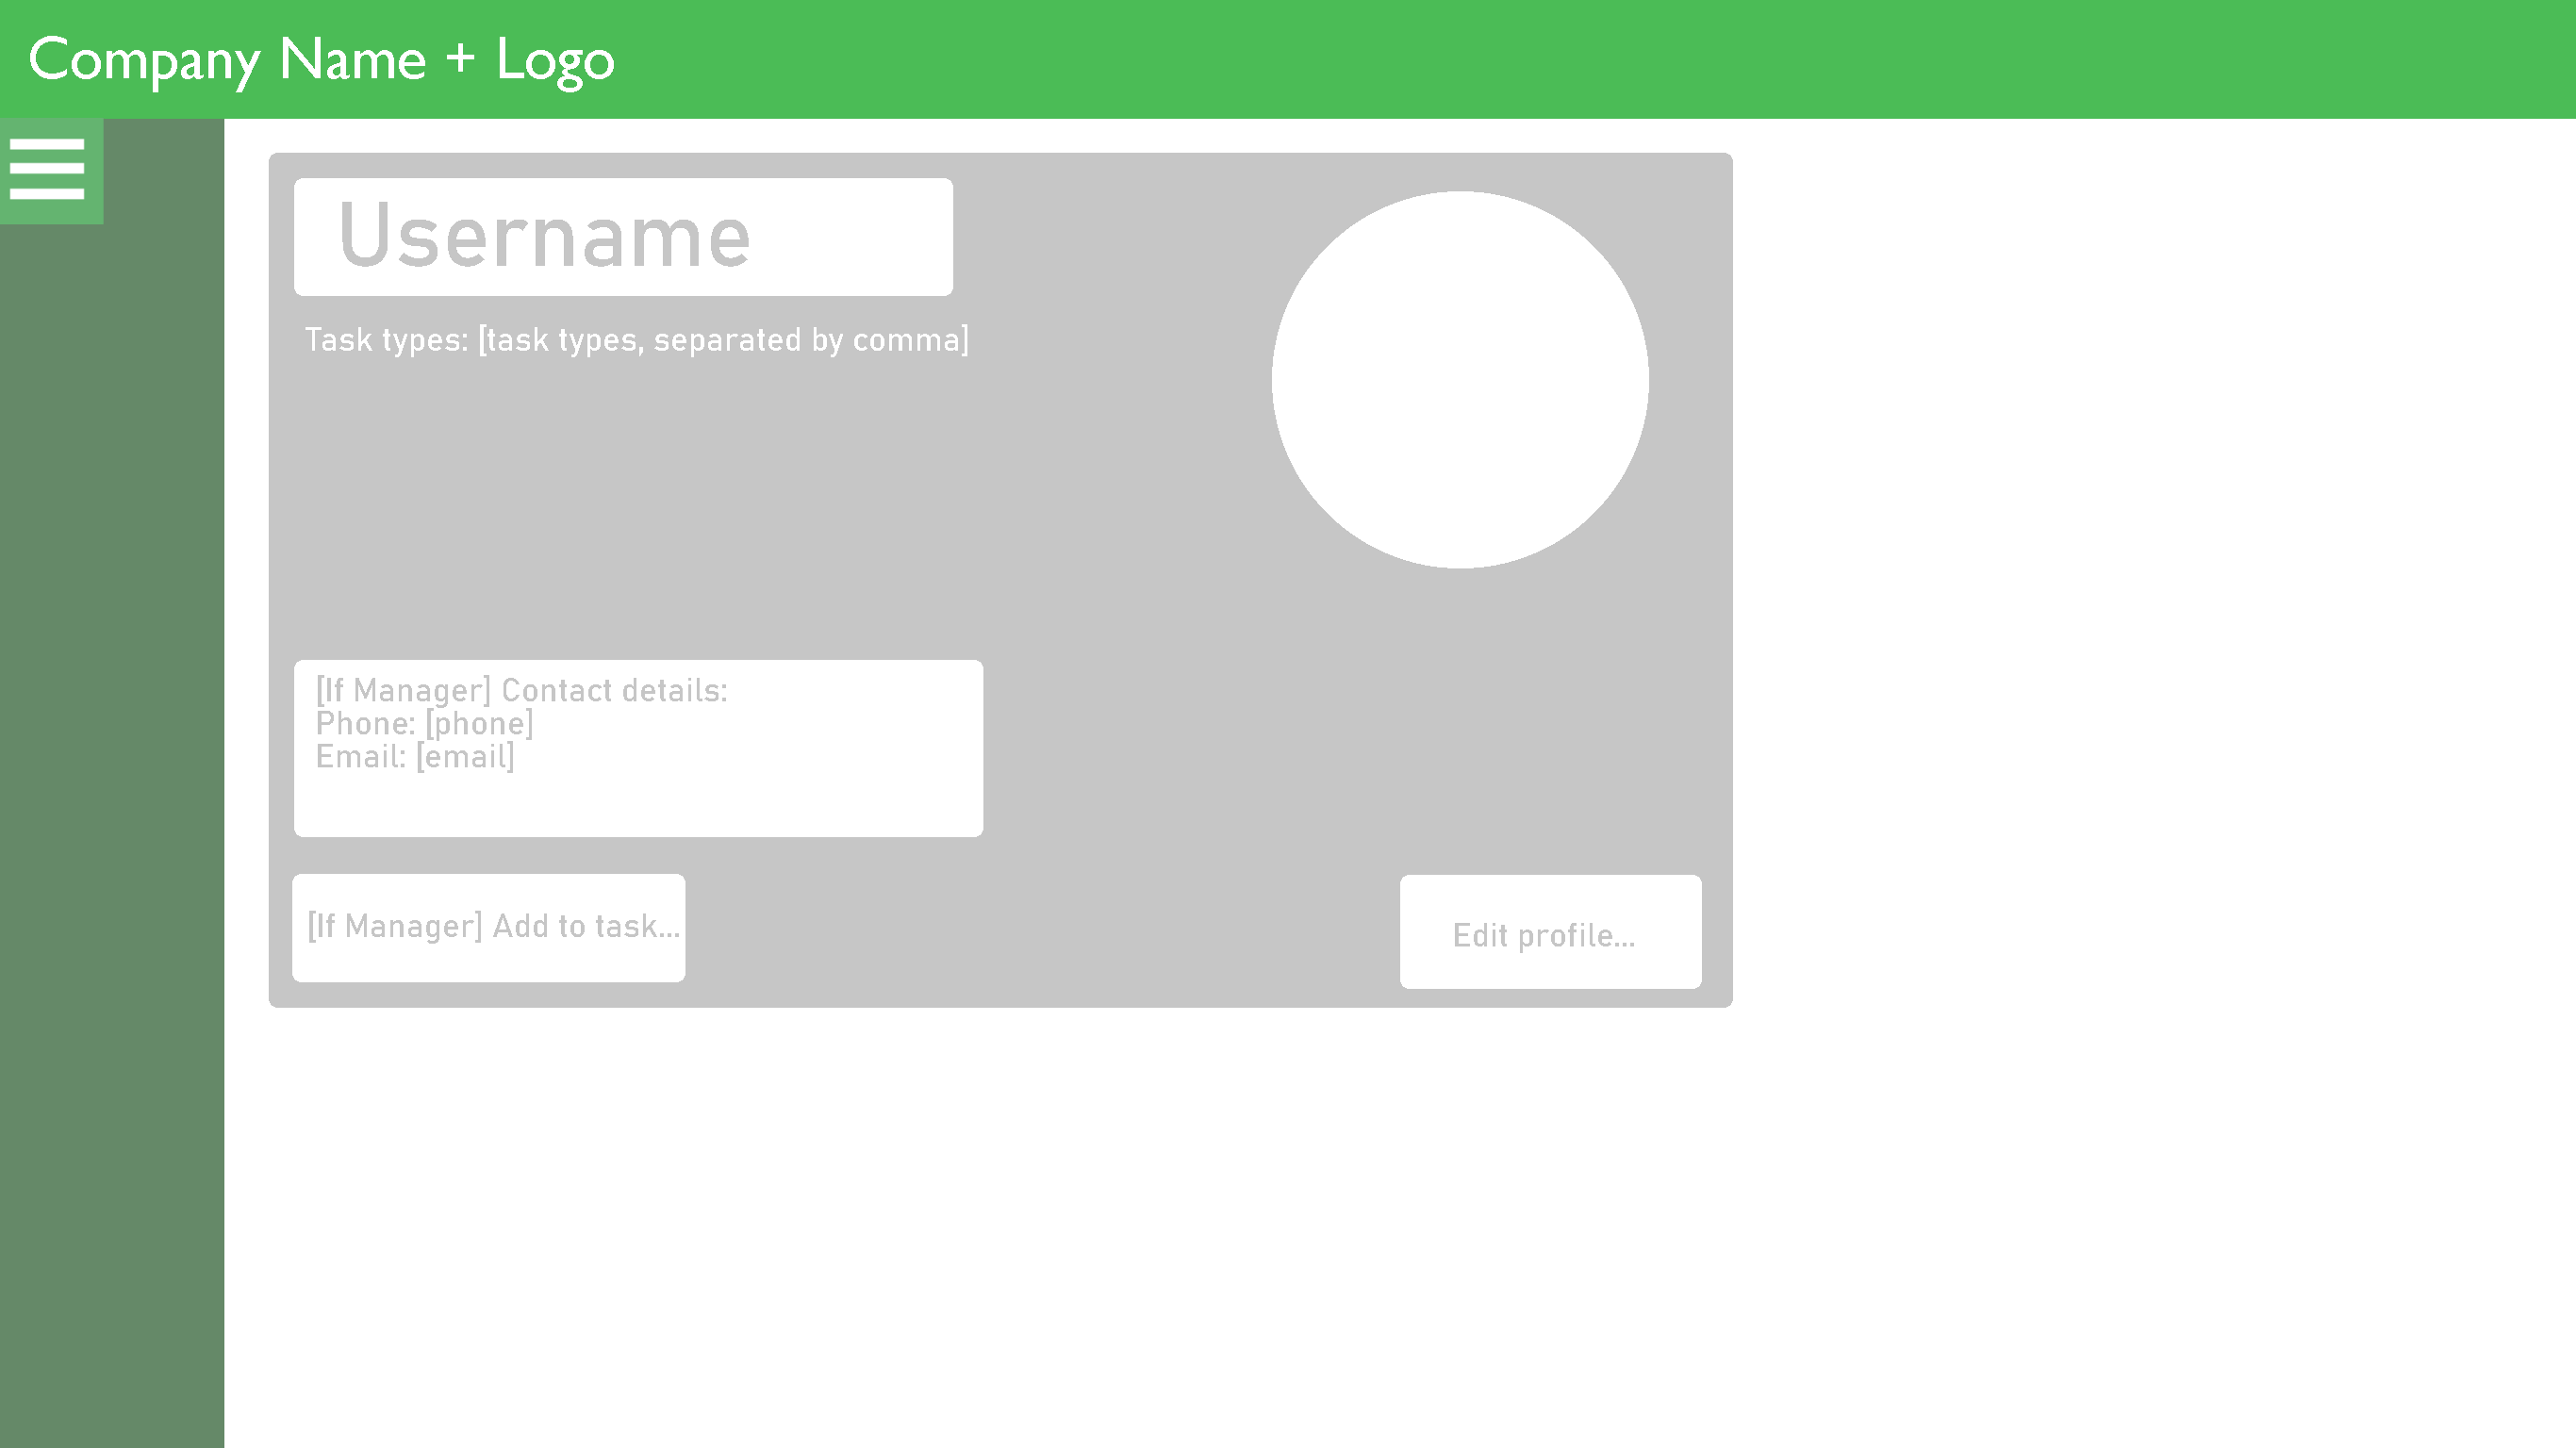 Company Name + Logo
Username
Task types: [task types, separated by comma]
[If Manager] Contact details:
Phone: [phone]
Email: [email]
[If Manager] Add to task...
Edit profile...